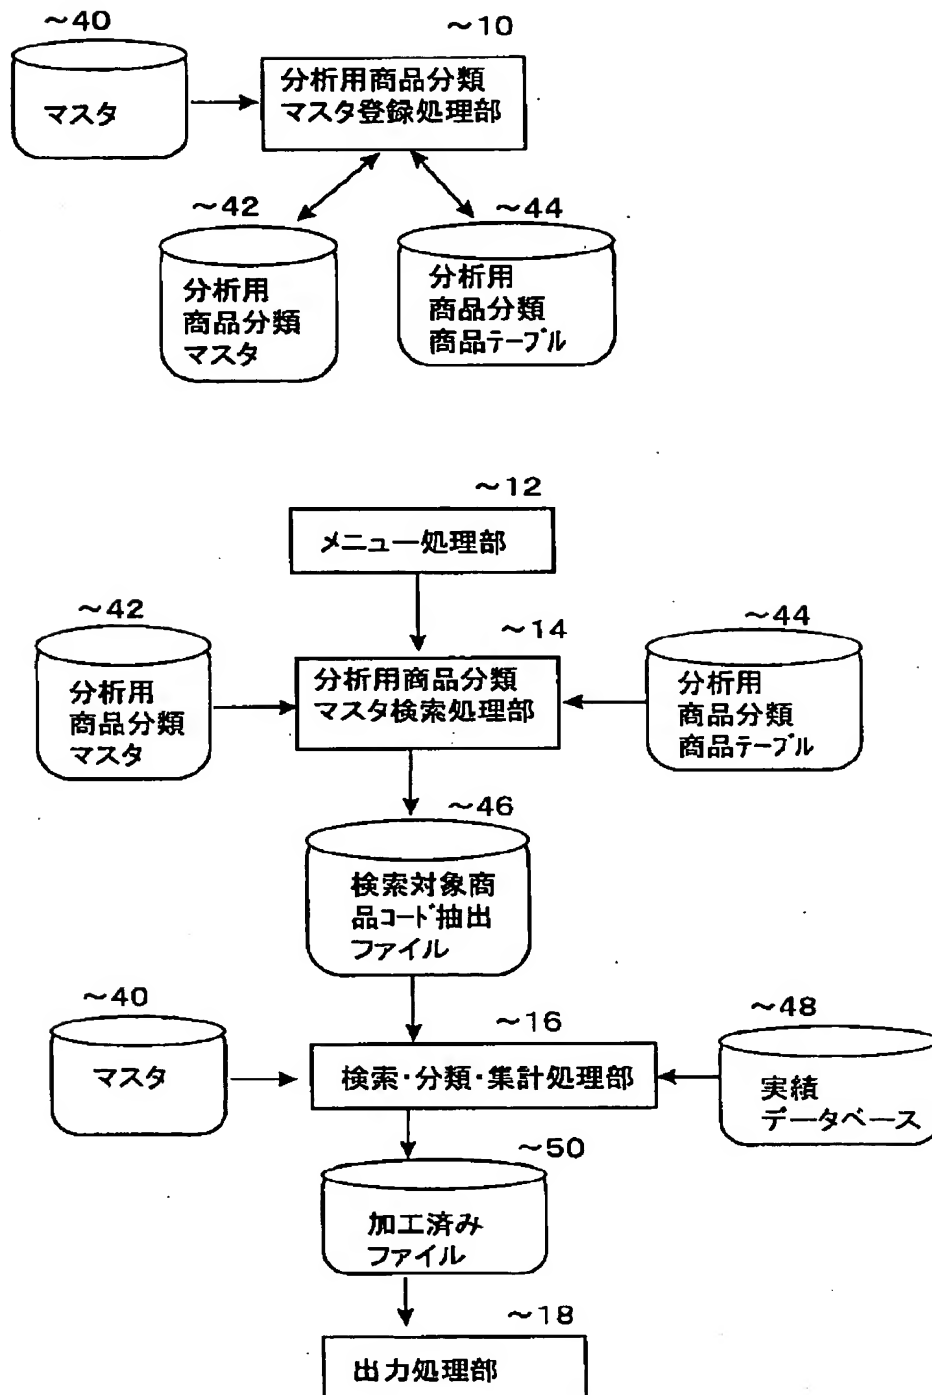 ~40
~10
マスタ
分析用商品分類
マスタ登録処理部
~42
~44
分析用
商品分類
マスタ
分析用
商品分類
商品テーブル
~12
メニュー処理部
~42
~14
~44
分析用
商品分類
マスタ
分析用商品分類
マスタ検索処理部
分析用
商品分類
商品テーブル
~46
検索対象商
品コード抽出
ファイル
~40
~16
~48
マスタ
検索・分類・集計処理部
実績
データベース
~50
加工済み
ファイル
~18
出力処理部